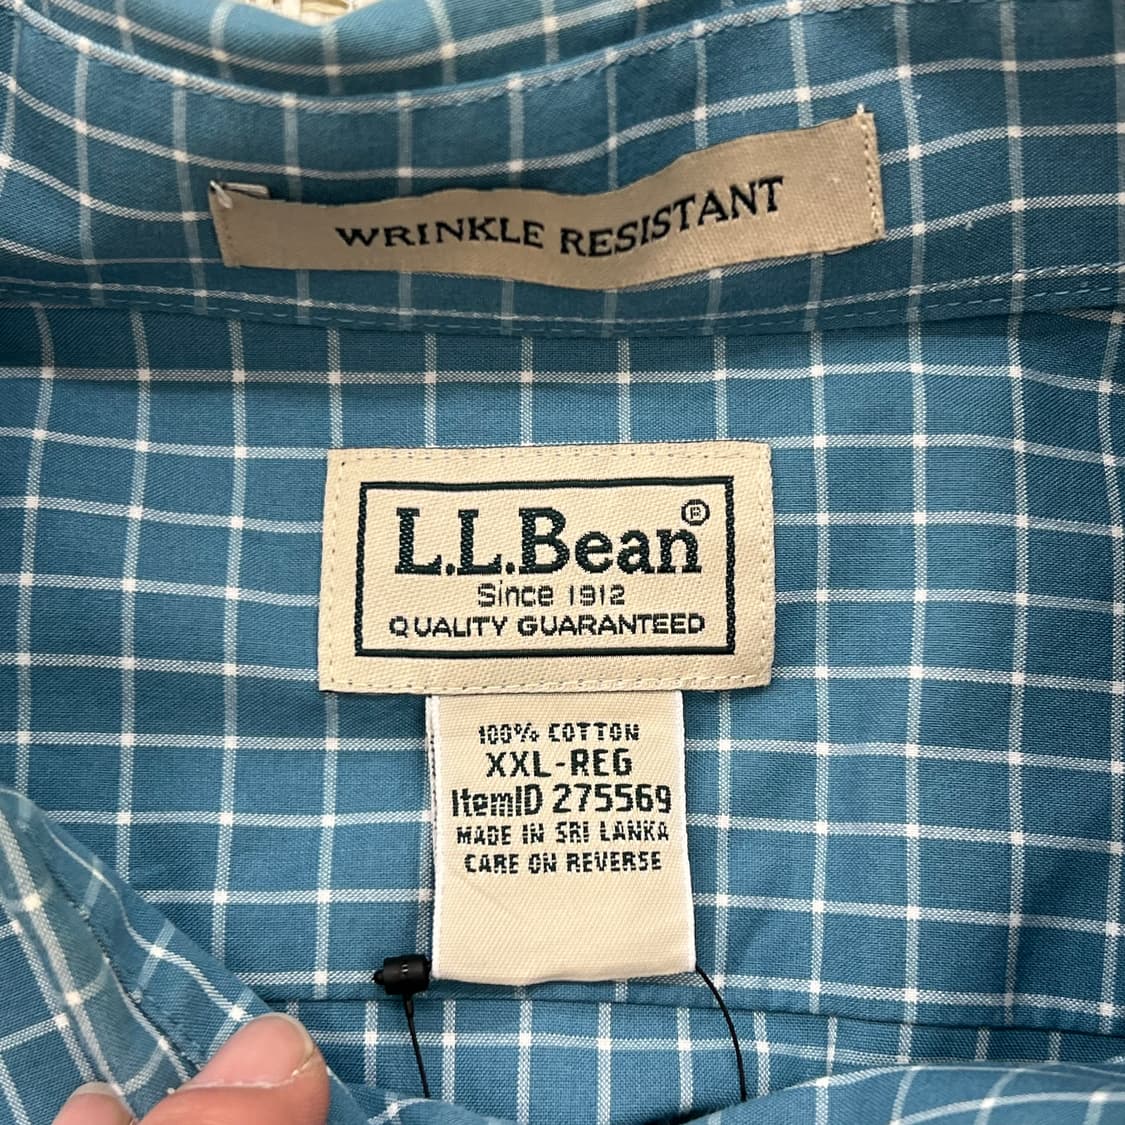 WRINKLE RESISTANT
L.L.Bean®
Since 1912
QUALITY GUARANTEED
100% COTTON
XXL-REG
ItemID 275569
MADE IN SRI LANKA
CARE ON REVERSE